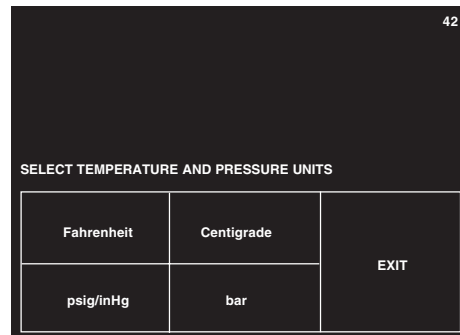 42
SELECT TEMPERATURE AND PRESSURE UNITS
Fahrenheit
Centigrade
EXIT
psig/inHg
bar